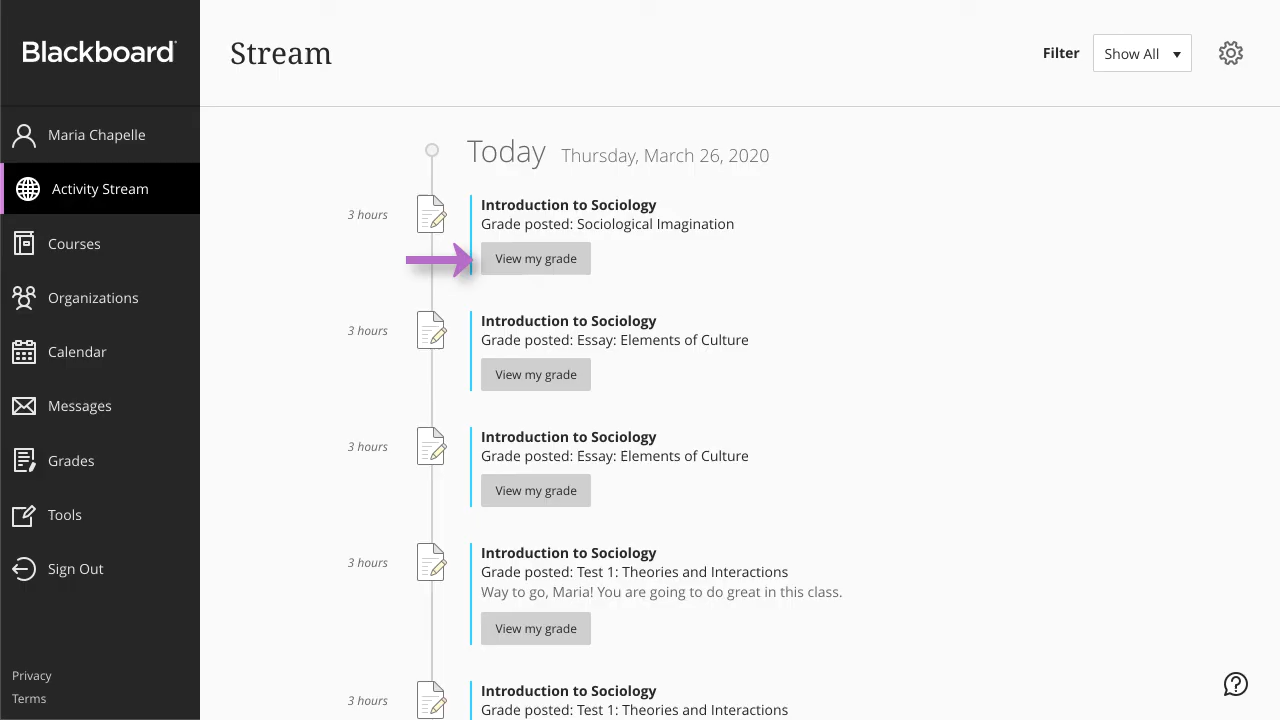 Blackboard
Maria Chapelle
Activity Stream
Courses
Organizations
Calendar
Messages
Grades
Tools
Sign Out
Privacy
Terms
Stream
Filter Show All
Today Thursday, March 26, 2020
3 hours
Introduction to Sociology
Grade posted: Sociological Imagination
View my grade
3 hours
Introduction to Sociology
Grade posted: Essay: Elements of Culture
View my grade
3 hours
Introduction to Sociology
Grade posted: Essay: Elements of Culture
View my grade
3 hours
Introduction to Sociology
Grade posted: Test 1: Theories and Interactions
Way to go, Maria! You are going to do great in this class.
View my grade
3 hours
Introduction to Sociology
Grade posted: Test 1: Theories and Interactions